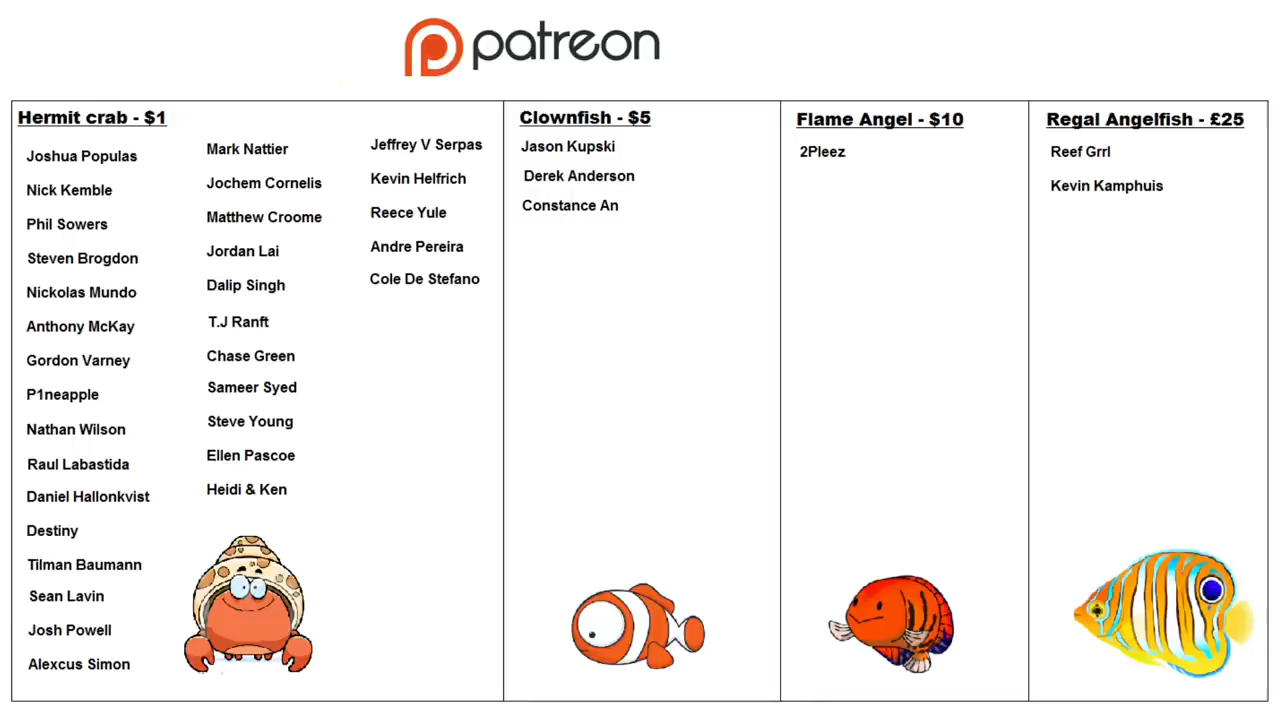 patreon
Hermit crab - $1
Joshua Populas
Nick Kemble
Phil Sowers
Steven Brogdon
Nickolas Mundo
Anthony McKay
Gordon Varney
P1neapple
Nathan Wilson
Raul Labastida
Daniel Hallonkvist
Destiny
Tilman Baumann
Sean Lavin
Josh Powell
Alexcus Simon
Mark Nattier
Jochem Cornelis
Matthew Croome
Jordan Lai
Dalip Singh
T.J Ranft
Chase Green
Sameer Syed
Steve Young
Ellen Pascoe
Heidi & Ken
Jeffrey V Serpas
Kevin Helfrich
Reece Yule
Andre Pereira
Cole De Stefano
Clownfish - $5
Jason Kupski
Derek Anderson
Constance An
Flame Angel - $10
2Pleez
Regal Angelfish - £25
Reef Grrl
Kevin Kamphuis